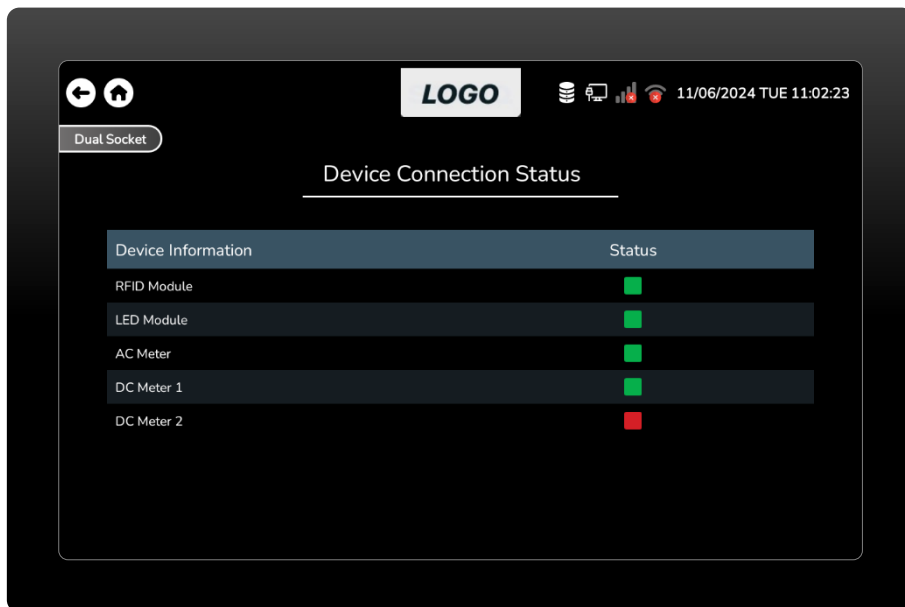 LOGO
11/06/2024 TUE 11:02:23
Dual Socket
Device Connection Status
Device Information Status
RFID Module
LED Module
AC Meter
DC Meter 1
DC Meter 2